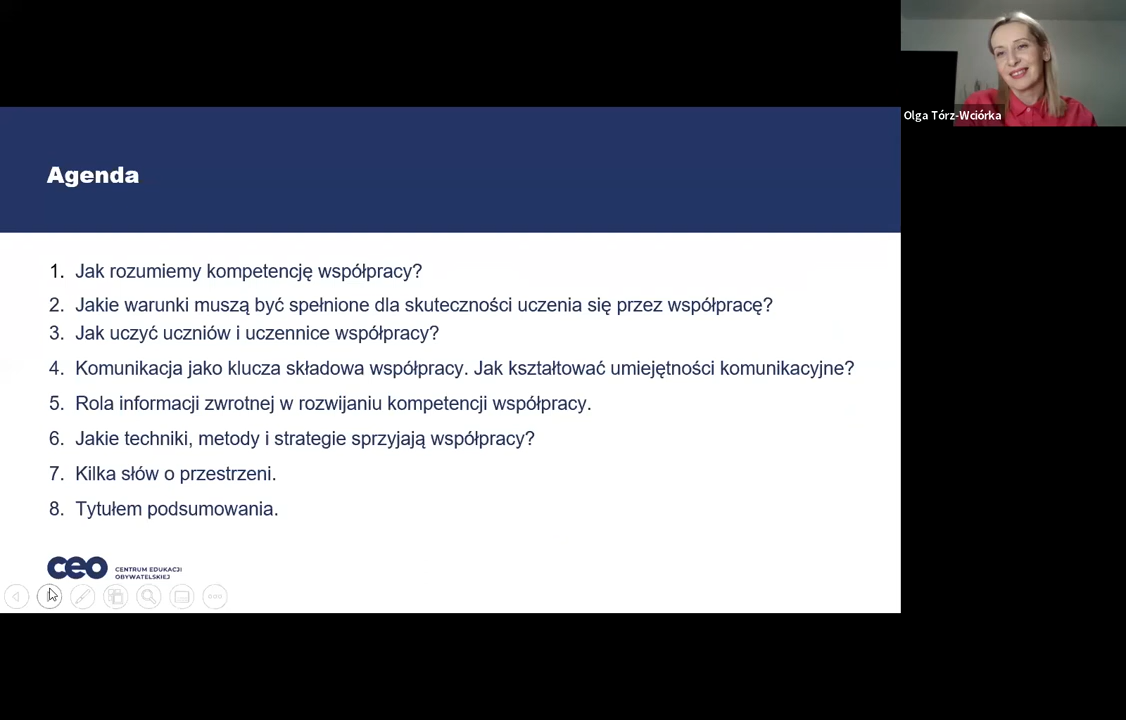 Olga Tórz-Wciórka
Agenda
1. Jak rozumiemy kompetencję współpracy?
2. Jakie warunki muszą być spełnione dla skuteczności uczenia się przez współpracę?
3. Jak uczyć uczniów i uczennice współpracy?
4. Komunikacja jako klucza składowa współpracy. Jak kształtować umiejętności komunikacyjne?
5. Rola informacji zwrotnej w rozwijaniu kompetencji współpracy.
6. Jakie techniki, metody i strategie sprzyjają współpracy?
7. Kilka słów o przestrzeni.
8. Tytułem podsumowania.
ceo CENTRUM EDUKACJI
OBYWATELSKIEJ